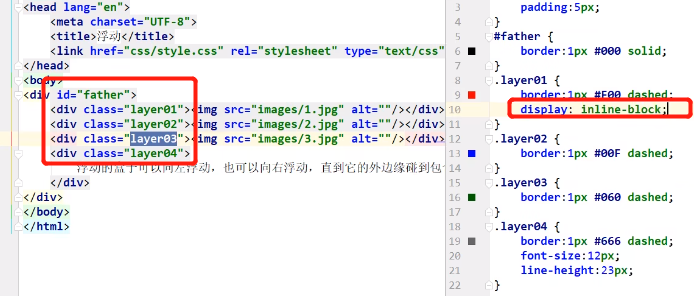 <head lang="en">
<meta charset="UTF-8">
<title>浮动</title>
<link href="css/style.css" rel="stylesheet" type="text/css"
</head>
<body>
<div id="father">
<div class="layer01"><img src="images/1.jpg" alt=""/></div>
<div class="layer02"><img src="images/2.jpg" alt=""/></div>
<div class="layer03"><img src="images/3.jpg" alt=""/></div>
<div class="layer04">
浮动的盒子可以向左浮动，也可以向右浮动，直到它的外边缘碰到包
</div>
</div>
</body>
</html>
3 padding:5px;
4 }
5 #father {
6 border:1px #000 solid;
7 }
8 .layer01 {
9 border:1px #F00 dashed;
10 display: inline-block;
11 }
12 .layer02 {
13 border:1px #00F dashed;
14 }
15 .layer03 {
16 border:1px #060 dashed;
17 }
18 .layer04 {
19 border:1px #666 dashed;
20 font-size:12px;
21 line-height:23px;
22 }